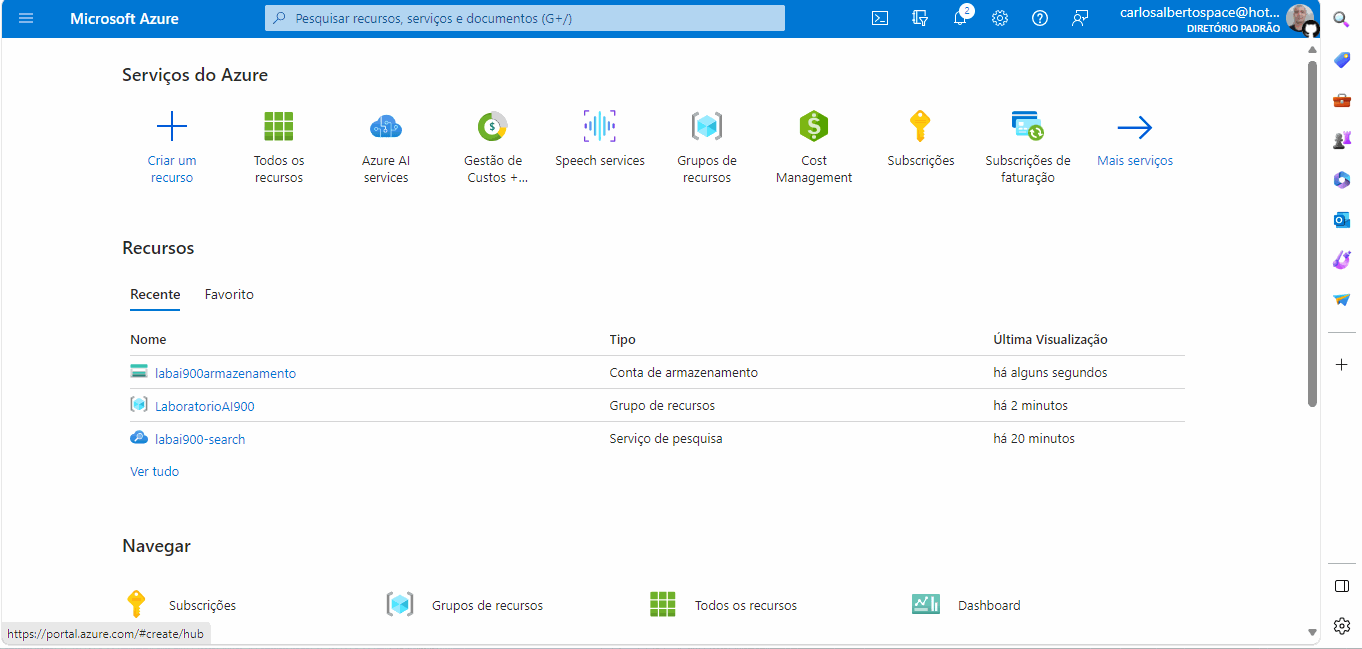 Microsoft Azure
Pesquisar recursos, serviços e documentos (G+/)
2
carlosalbertospace@hot...
DIRETÓRIO PADRÃO
Serviços do Azure
Criar um
recurso
Todos os
recursos
Azure AI
services
Gestão de
Custos +...
Speech services
Grupos de
recursos
Cost
Management
Subscrições
Subscrições de
faturação
Mais serviços
Recursos
Recente
Favorito
Nome
Tipo
Última Visualização
labai900armazenamento
Conta de armazenamento
há alguns segundos
LaboratorioAI900
Grupo de recursos
há 2 minutos
labai900-search
Serviço de pesquisa
há 20 minutos
Ver tudo
Navegar
Subscrições
Grupos de recursos
Todos os recursos
Dashboard
https://portal.azure.com/#create/hub